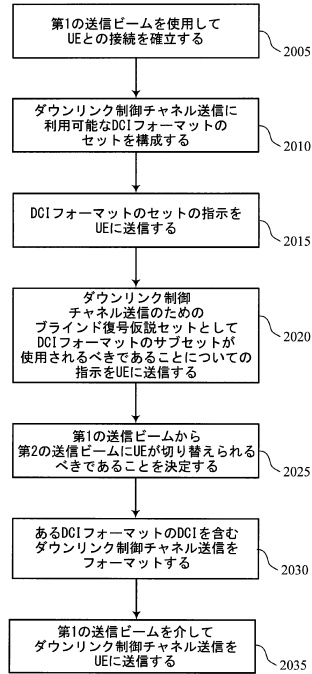 第1の送信ビームを使用して
UEとの接続を確立する
2005
ダウンリンク制御チャネル送信に
利用可能なDCIフォーマットの
セットを構成する
2010
DCIフォーマットのセットの指示を
UEに送信する
2015
ダウンリンク制御
チャネル送信のための
ブラインド復号仮説セットとして
DCIフォーマットのサブセットが
使用されるべきであることについての
指示をUEに送信する
2020
第1の送信ビームから
第2の送信ビームにUEが切り替えられる
べきであることを決定する
2025
あるDCIフォーマットのDCIを含む
ダウンリンク制御チャネル送信を
フォーマットする
2030
第1の送信ビームを介して
ダウンリンク制御チャネル送信を
UEに送信する
2035